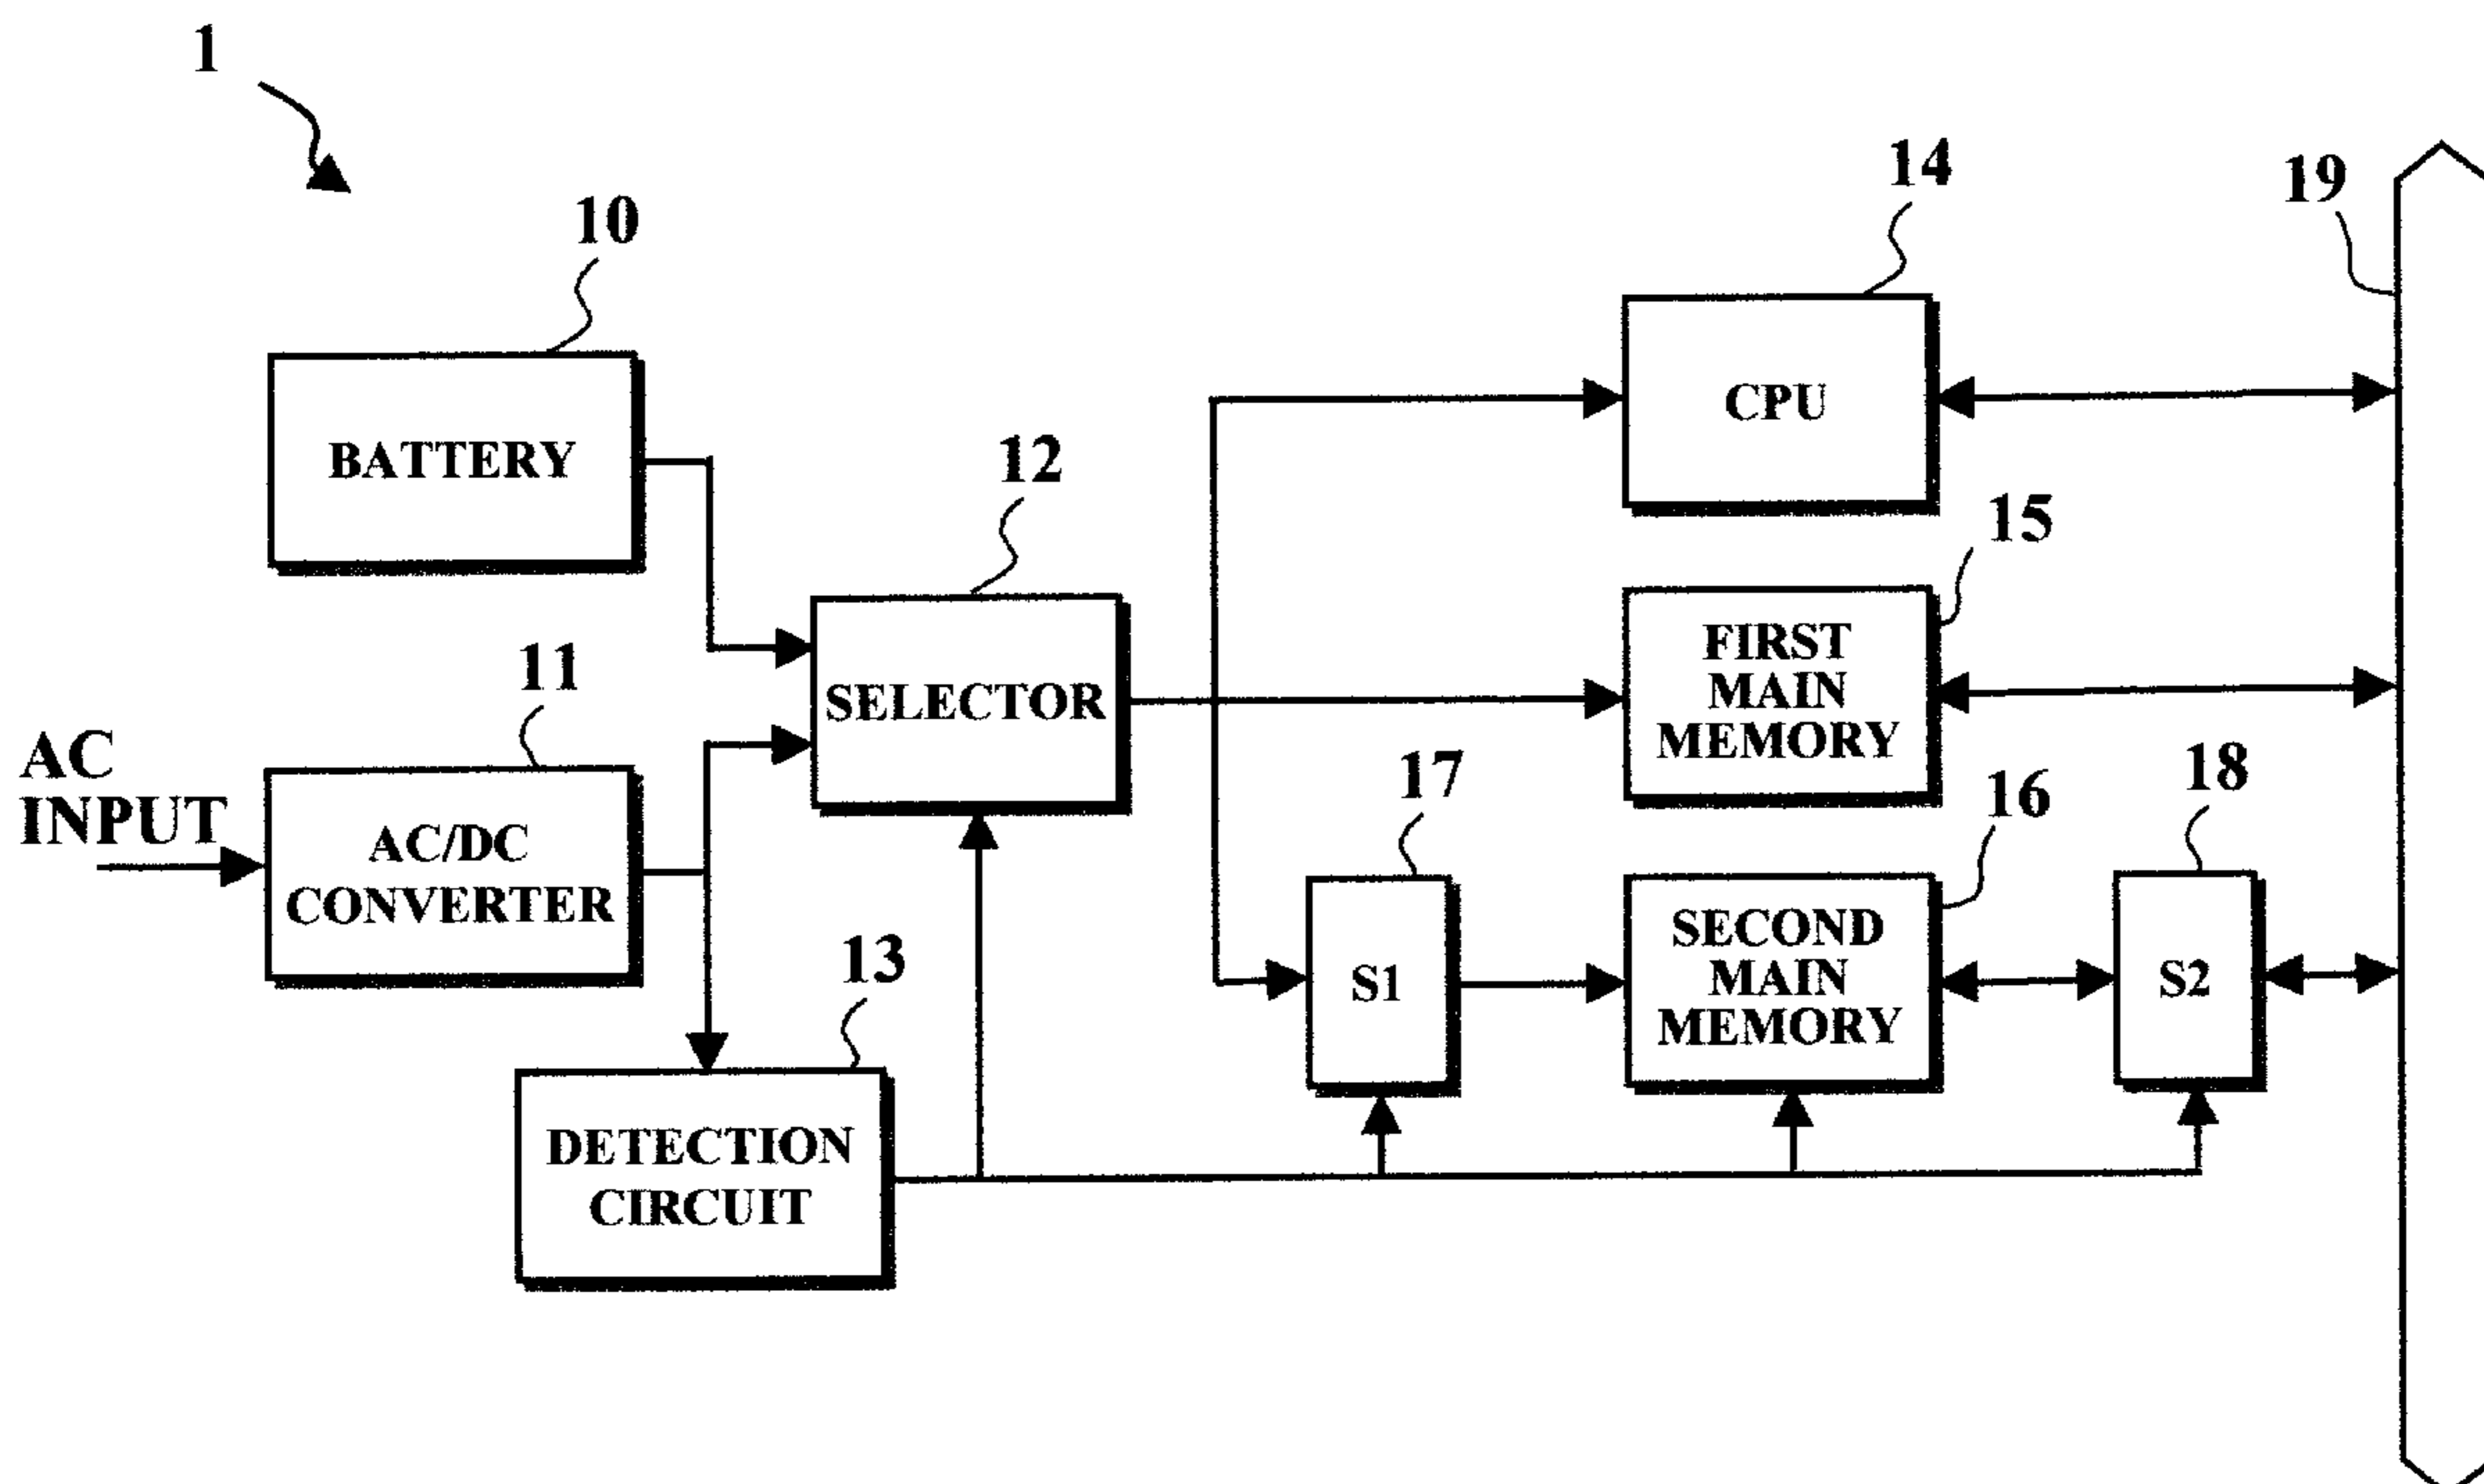 1
10
BATTERY
11
AC
INPUT
AC/DC
CONVERTER
12
SELECTOR
13
DETECTION
CIRCUIT
14
CPU
15
FIRST
MAIN
MEMORY
17
S1
16
SECOND
MAIN
MEMORY
18
S2
19